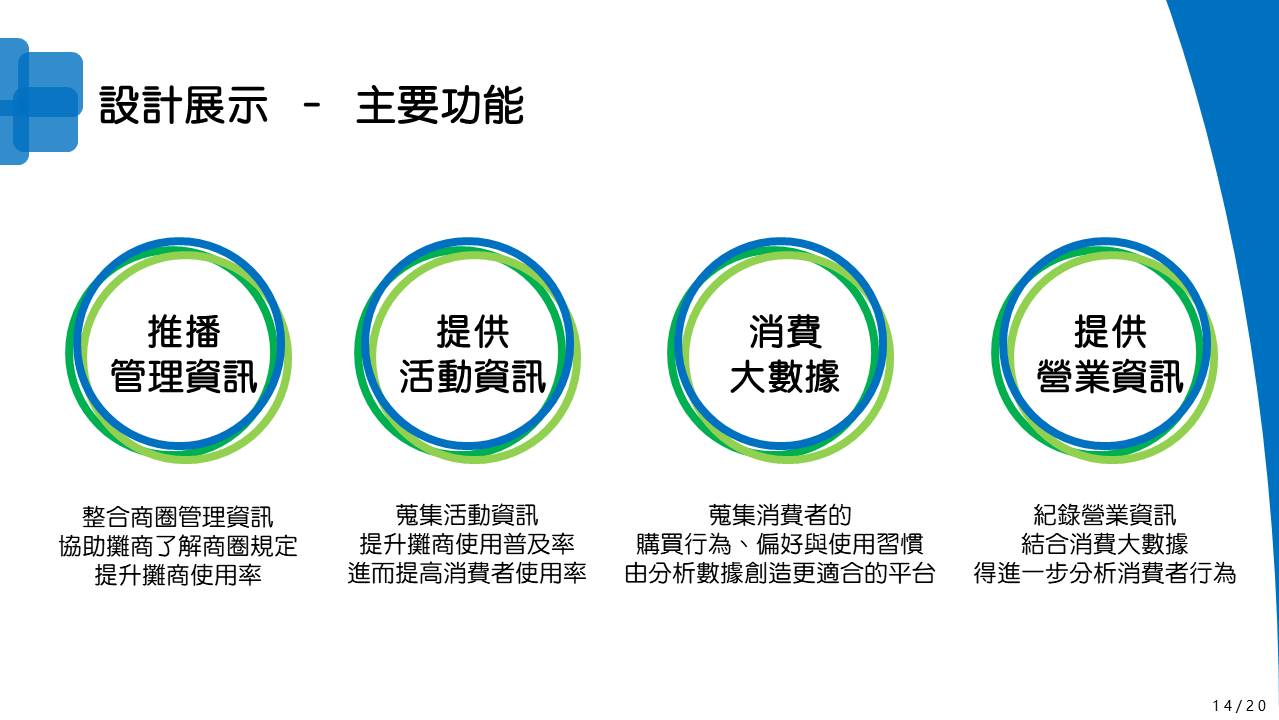 設計展示 - 主要功能
推播
管理資訊
整合商圈管理資訊
協助攤商了解商圈規定
提升攤商使用率
提供
活動資訊
蒐集活動資訊
提升攤商使用普及率
進而提高消費者使用率
消費
大數據
蒐集消費者的
購買行為、偏好與使用習慣
由分析數據創造更適合的平台
提供
營業資訊
紀錄營業資訊
結合消費大數據
得進一步分析消費者行為
14/20